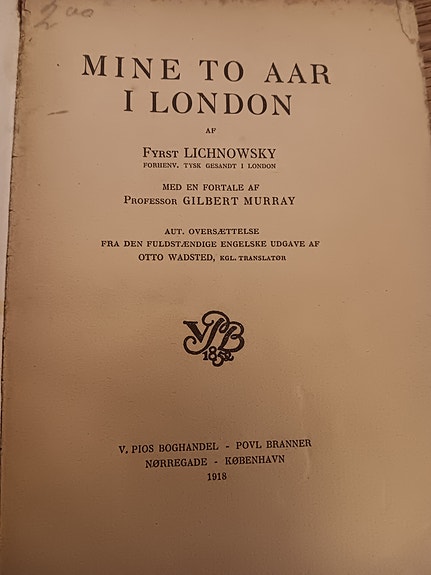 2 00
MINE TO AAR
I LONDON
AF
FYRST LICHNOWSKY
FORHENV. TYSK GESANDT I LONDON
MED EN FORTALE AF
PROFESSOR GILBERT MURRAY
AUT. OVERSÆTTELSE
FRA DEN FULDSTÆNDIGE ENGELSKE UDGAVE AF
OTTO WADSTED, KGL. TRANSLATØR
VPB
1852
V. PIOS BOGHANDEL - POVL BRANNER
NØRREGADE - KØBENHAVN
1918